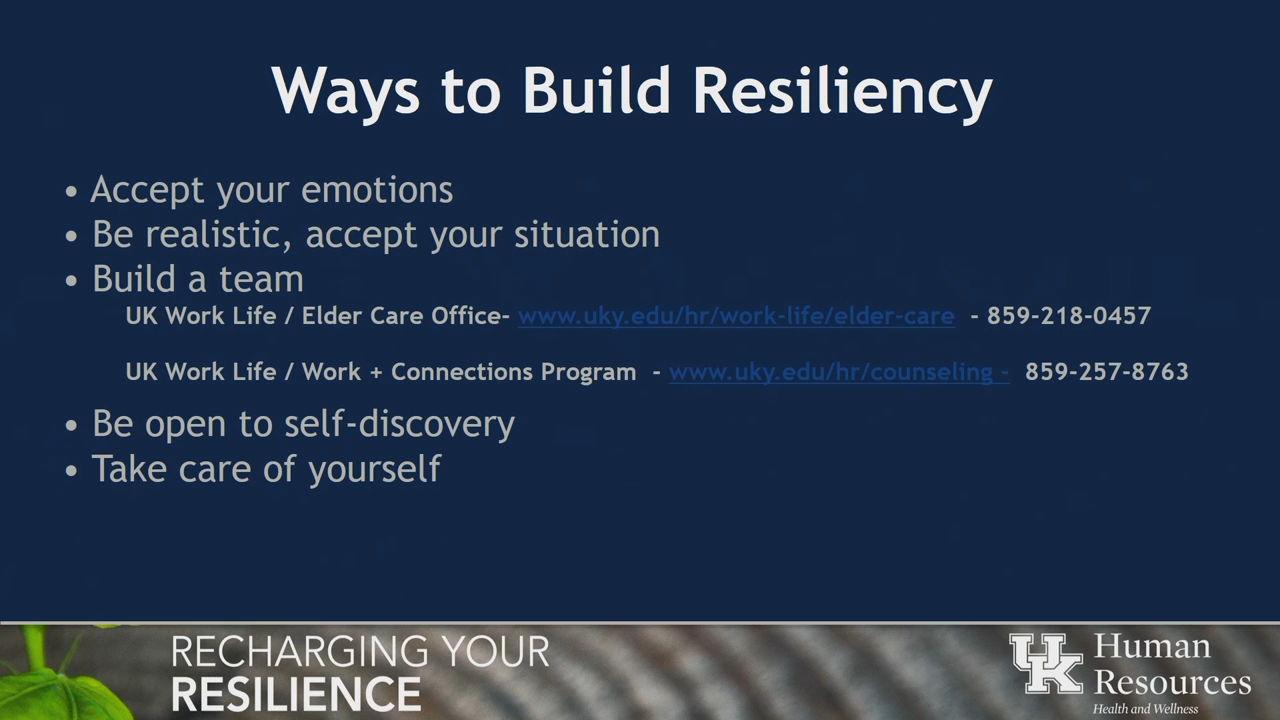 Ways to Build Resiliency
• Accept your emotions
• Be realistic, accept your situation
• Build a team
UK Work Life / Elder Care Office- www.uky.edu/hr/work-life/elder-care - 859-218-0457
UK Work Life / Work + Connections Program - www.uky.edu/hr/counseling - 859-257-8763
• Be open to self-discovery
• Take care of yourself
RECHARGING YOUR
RESILIENCE
UK
Human
Resources
Health and Wellness